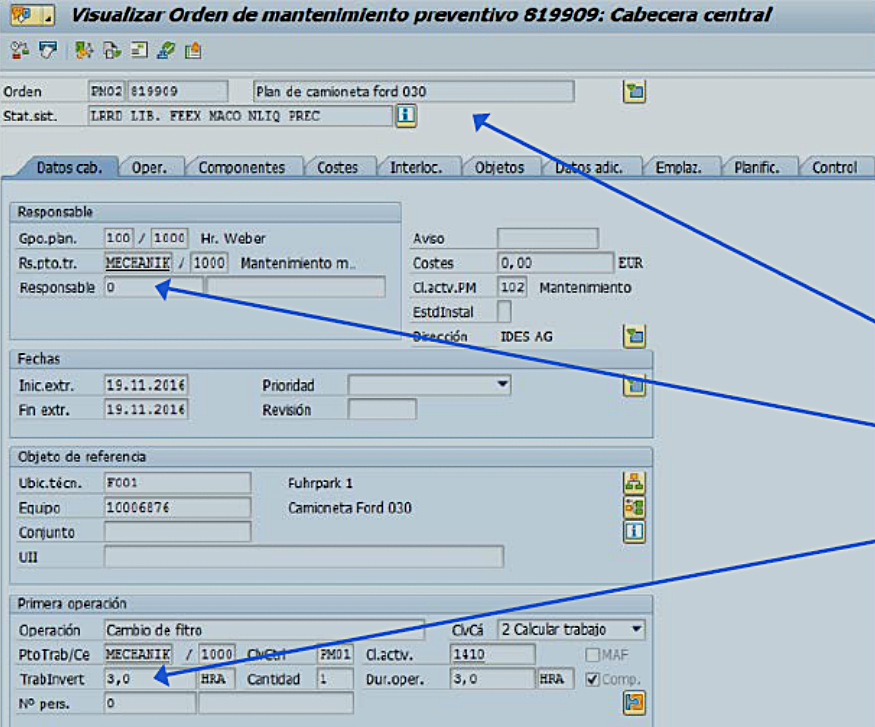 Visualizar Orden de mantenimiento preventivo 819909: Cabecera central
Orden PM02 819909 Plan de camioneta ford 030
Stat.sist. LRRD LIB. FEEX MACO NLIQ PREC
Datos cab. Oper. Componentes Costes Interloc. Objetos Datos adic. Emplaz. Planific. Control
Responsable
Gpo.plan. 100 / 1000 Hr. Weber Aviso
Rs.pto.tr. MECHANIK / 1000 Mantenimiento m.. Costes 0,00 EUR
Responsable 0 Cl.actv.PM 102 Mantenimiento
EstdInstal
Dirección IDES AG
Fechas
Inic.extr. 19.11.2016 Prioridad
Fin extr. 19.11.2016 Revisión
Objeto de referencia
Ubic.técn. F001 Fuhrpark 1
Equipo 10006876 Camioneta Ford 030
Conjunto
UII
Primera operación
Operación Cambio de filtro ClvCá 2 Calcular trabajo
PtoTrab/Ce MECHANIK / 1000 ClvCtrl PM01 Cl.activ. 1410 MAF
TrabInvert 3,0 HRA Cantidad 1 Dur.oper. 3,0 HRA Comp.
Nº pers. 0